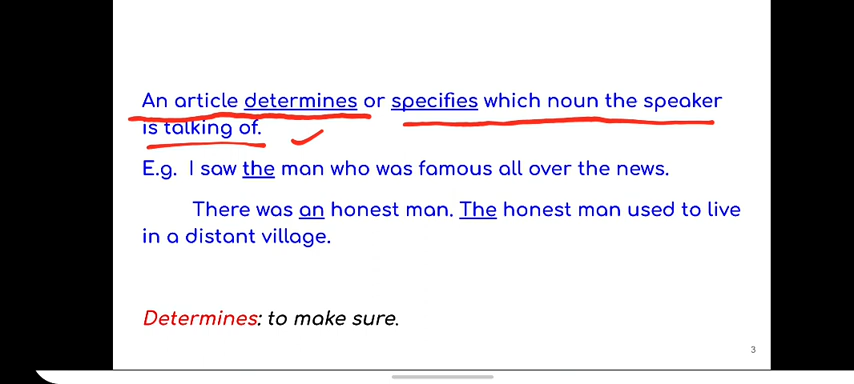 An article determines or specifies which noun the speaker
is talking of.
E.g. I saw the man who was famous all over the news.
There was an honest man. The honest man used to live
in a distant village.
Determines: to make sure.
3